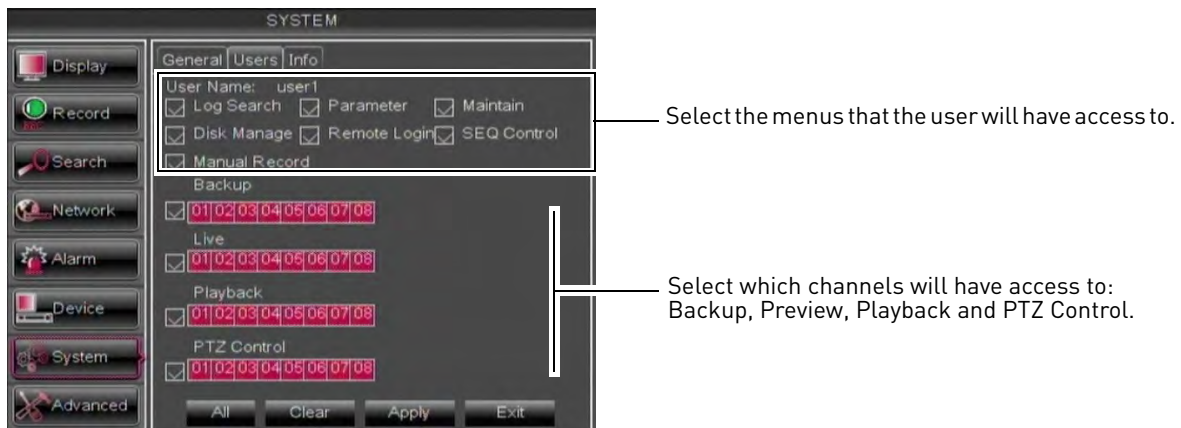 SYSTEM
Display
Record
REC
Search
Network
Alarm
Device
System
Advanced
General Users Info
User Name: user1
Log Search Parameter Maintain
Disk Manage Remote Login SEQ Control
Manual Record
Backup
01 02 03 04 05 06 07 08
Live
01 02 03 04 05 06 07 08
Playback
01 02 03 04 05 06 07 08
PTZ Control
01 02 03 04 05 06 07 08
All Clear Apply Exit
Select the menus that the user will have access to.
Select which channels will have access to:
Backup, Preview, Playback and PTZ Control.